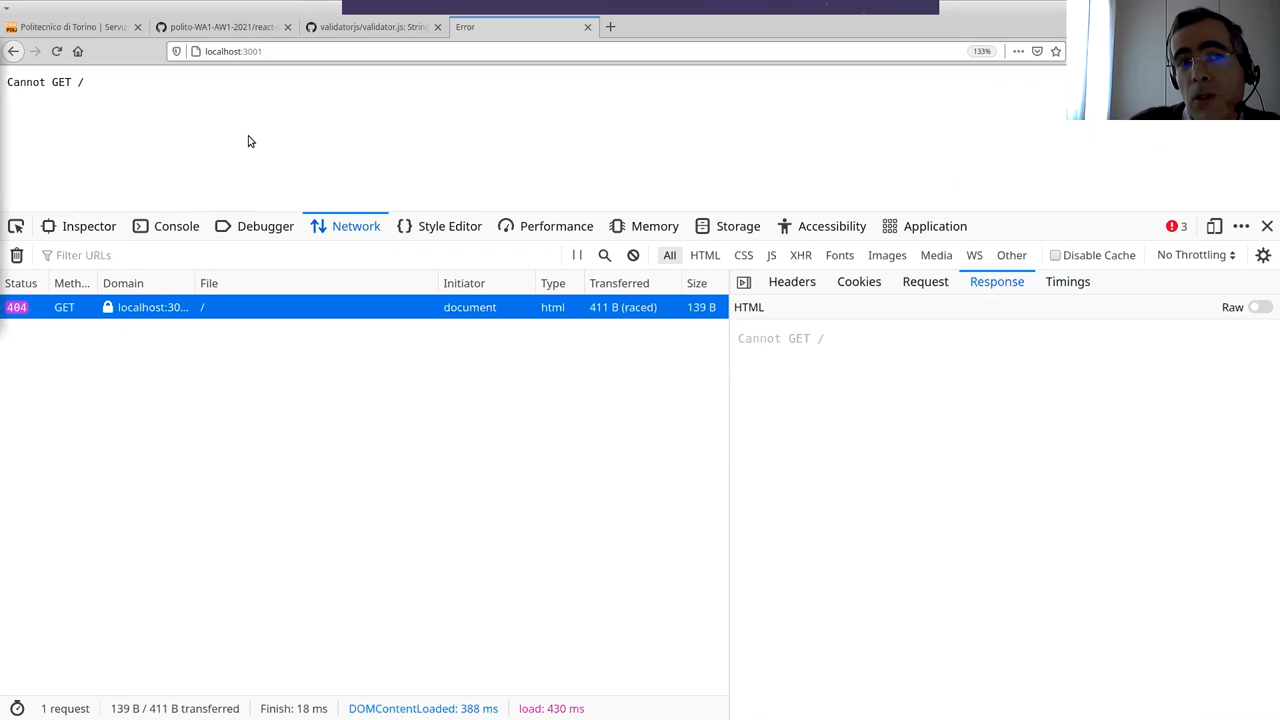 Politecnico di Torino | Serviz
polito-WA1-AW1-2021/react-
validatorjs/validator.js: String
Error
localhost:3001
133%
Cannot GET /
Inspector
Console
Debugger
Network
Style Editor
Performance
Memory
Storage
Accessibility
Application
3
Filter URLs
All
HTML
CSS
JS
XHR
Fonts
Images
Media
WS
Other
Disable Cache
No Throttling
Status
Meth...
Domain
File
Initiator
Type
Transferred
Size
Headers
Cookies
Request
Response
Timings
404
GET
localhost:30...
/
document
html
411 B (raced)
139 B
HTML
Raw
Cannot GET /
1 request
139 B / 411 B transferred
Finish: 18 ms
DOMContentLoaded: 388 ms
load: 430 ms